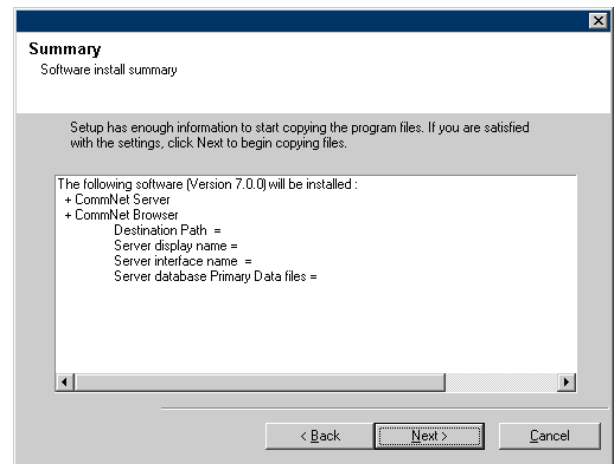 Summary
Software install summary
Setup has enough information to start copying the program files. If you are satisfied
with the settings, click Next to begin copying files.
The following software (Version 7.0.0) will be installed :
+ CommNet Server
+ CommNet Browser
Destination Path =
Server display name =
Server interface name =
Server database Primary Data files =
< Back
Next >
Cancel